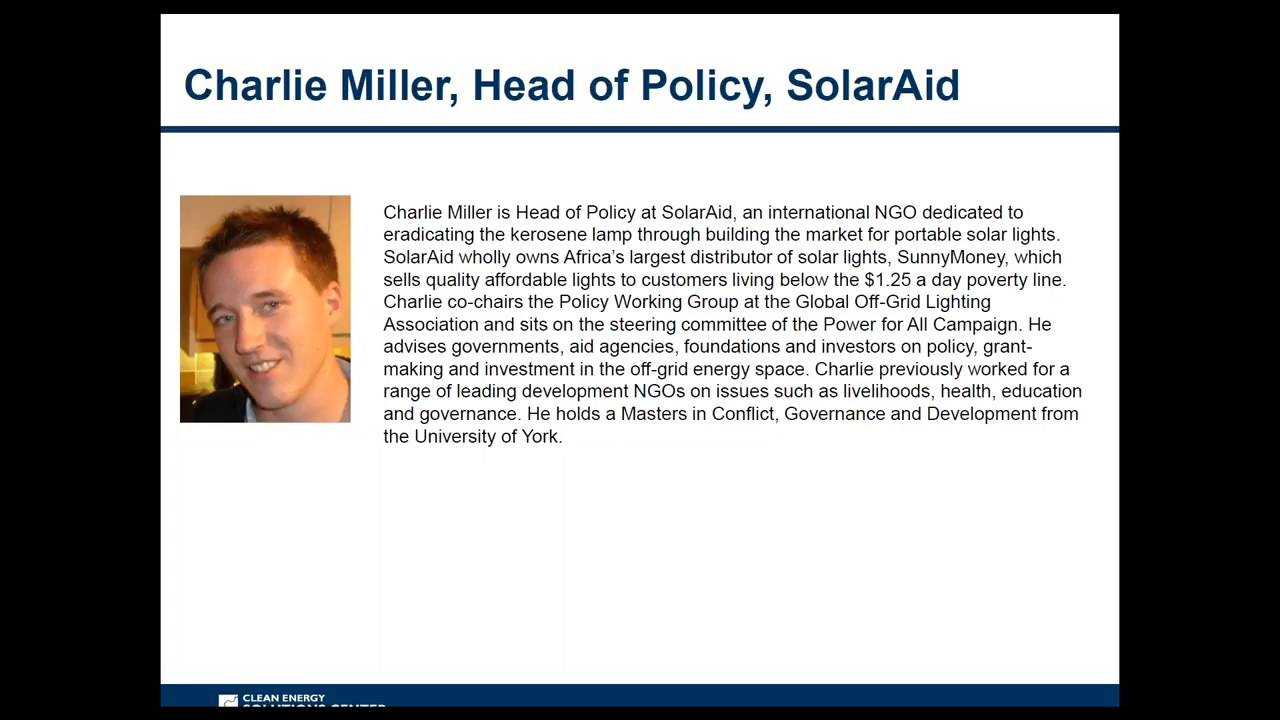 Charlie Miller, Head of Policy, SolarAid
Charlie Miller is Head of Policy at SolarAid, an international NGO dedicated to
eradicating the kerosene lamp through building the market for portable solar lights.
SolarAid wholly owns Africa’s largest distributor of solar lights, SunnyMoney, which
sells quality affordable lights to customers living below the $1.25 a day poverty line.
Charlie co-chairs the Policy Working Group at the Global Off-Grid Lighting
Association and sits on the steering committee of the Power for All Campaign. He
advises governments, aid agencies, foundations and investors on policy, grant-
making and investment in the off-grid energy space. Charlie previously worked for a
range of leading development NGOs on issues such as livelihoods, health, education
and governance. He holds a Masters in Conflict, Governance and Development from
the University of York.
CLEAN ENERGY
SOLUTIONS CENTER